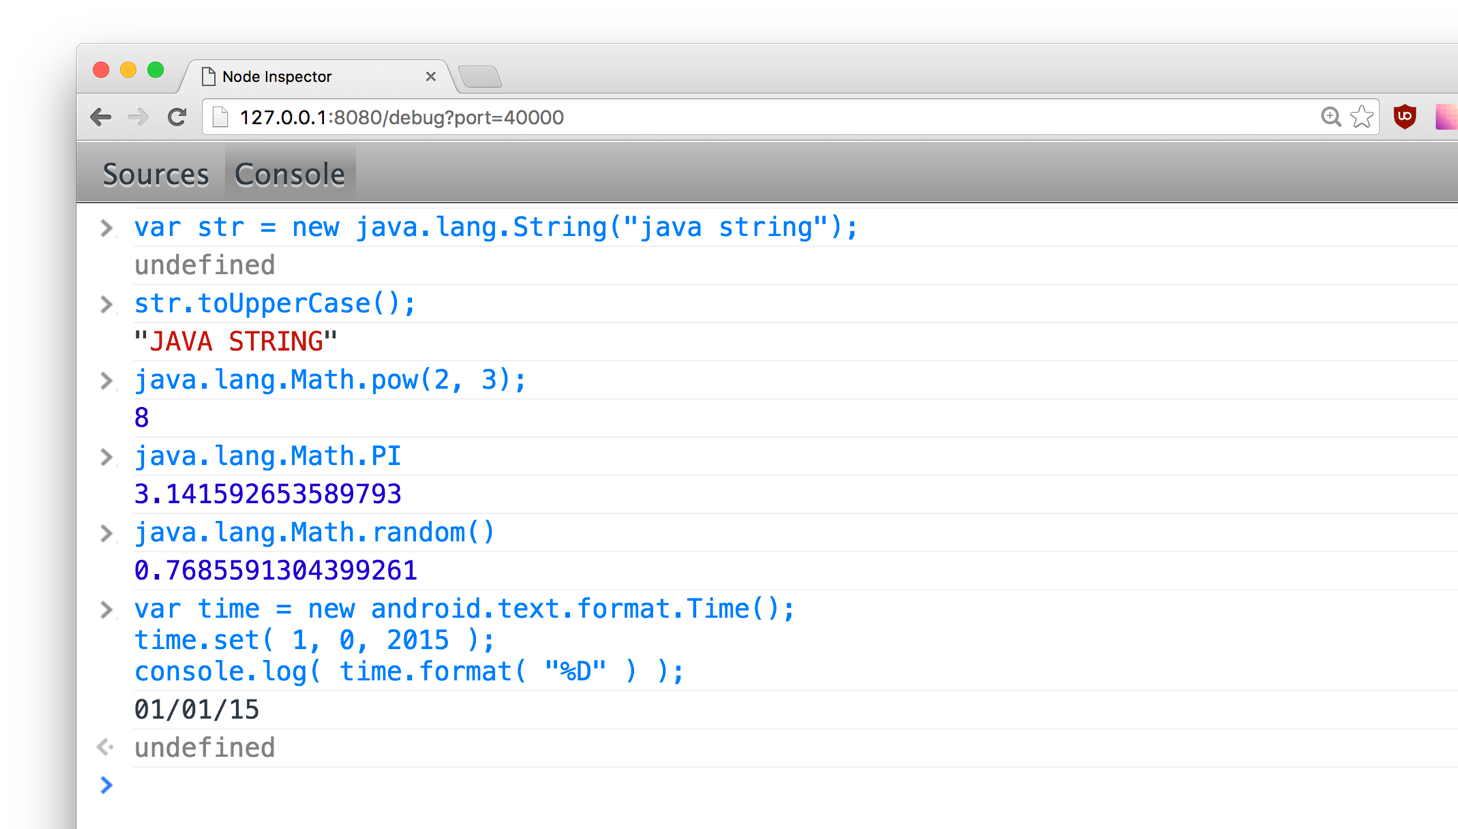 Node Inspector
127.0.0.1:8080/debug?port=40000
Sources Console
var str = new java.lang.String("java string");
undefined
str.toUpperCase();
"JAVA STRING"
java.lang.Math.pow(2, 3);
8
java.lang.Math.PI
3.141592653589793
java.lang.Math.random()
0.7685591304399261
var time = new android.text.format.Time();
time.set( 1, 0, 2015 );
console.log( time.format( "%D" ) );
01/01/15
undefined